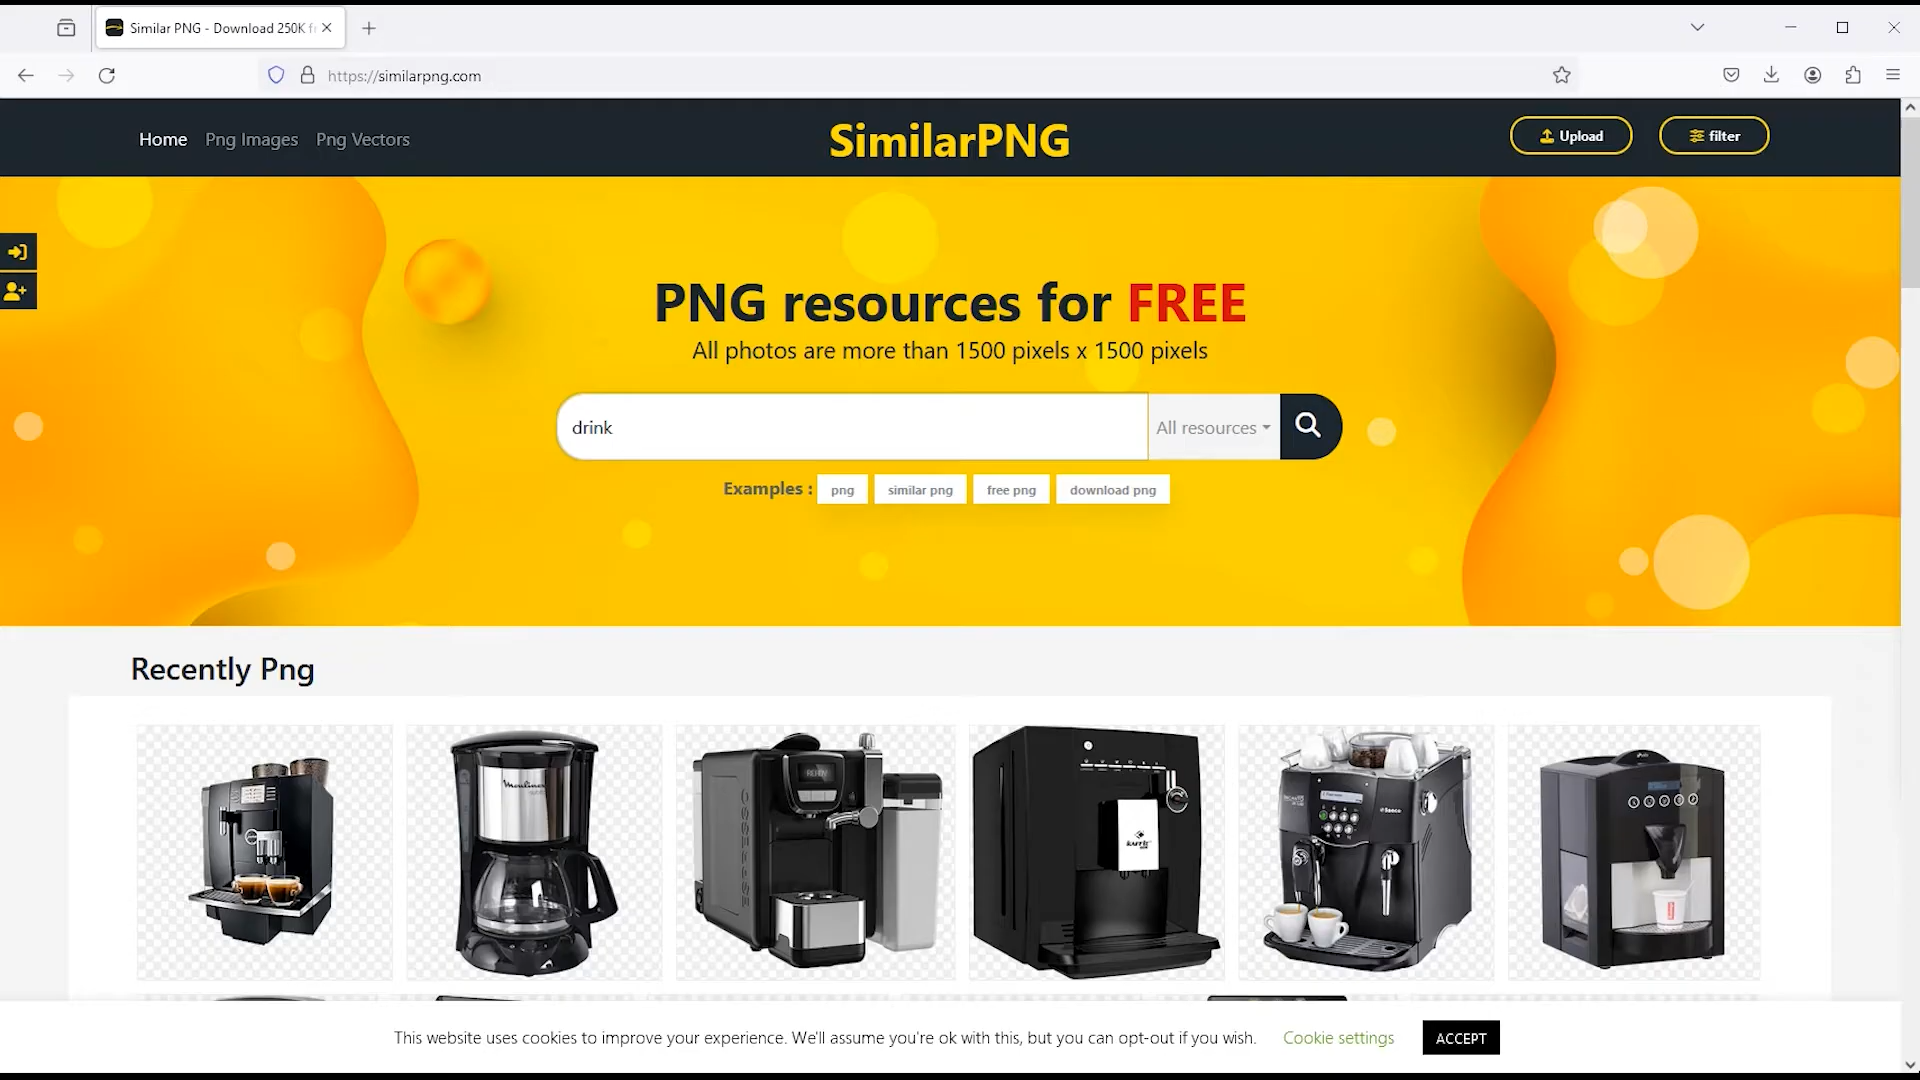 Similar PNG - Download 250K f
https://similarpng.com
Home
Png Images
Png Vectors
SimilarPNG
Upload
filter
PNG resources for FREE
All photos are more than 1500 pixels x 1500 pixels
drink
All resources
Examples :
png
similar png
free png
download png
Recently Png
READY
Saeco
This website uses cookies to improve your experience. We'll assume you're ok with this, but you can opt-out if you wish.
Cookie settings
ACCEPT